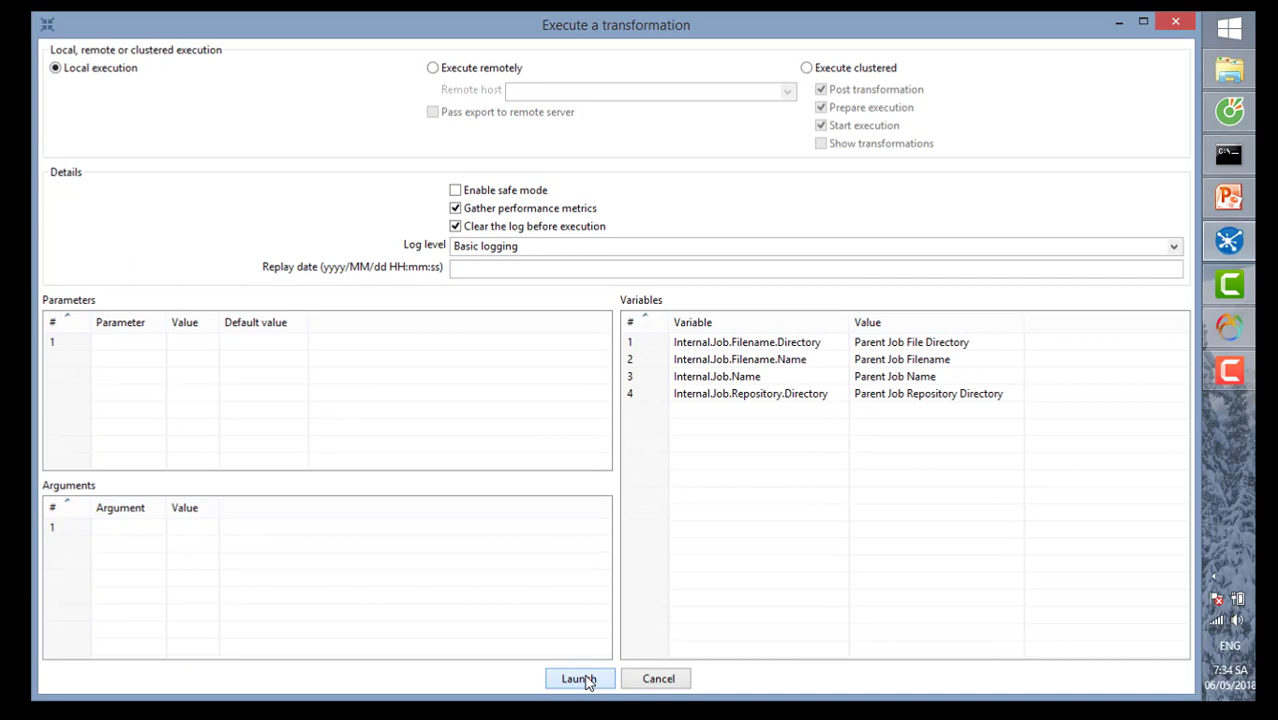 Execute a transformation
Local, remote or clustered execution
Local execution
Execute remotely
Remote host
Pass export to remote server
Execute clustered
Post transformation
Prepare execution
Start execution
Show transformations
Details
Enable safe mode
Gather performance metrics
Clear the log before execution
Log level Basic logging
Replay date (yyyy/MM/dd HH:mm:ss)
Parameters
# Parameter Value Default value
1
Arguments
# Argument Value
1
Variables
# Variable Value
1 Internal.Job.Filename.Directory Parent Job File Directory
2 Internal.Job.Filename.Name Parent Job Filename
3 Internal.Job.Name Parent Job Name
4 Internal.Job.Repository.Directory Parent Job Repository Directory
Launch Cancel
C:\_
ENG
7:34 SA
06/05/2018